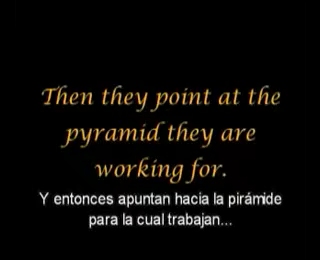 Then they point at the
pyramid they are
working for.
Y entonces apuntan hacia la pirámide
para la cual trabajan...